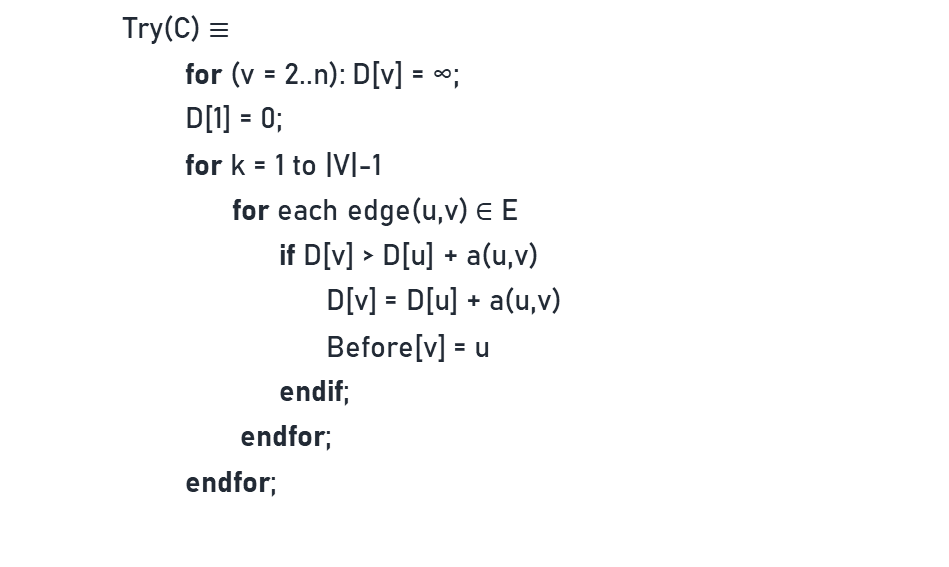 Try(C) ≡
for (v = 2..n): D[v] = ∞;
D[1] = 0;
for k = 1 to |V|-1
for each edge(u,v) ∈ E
if D[v] > D[u] + a(u,v)
D[v] = D[u] + a(u,v)
Before[v] = u
endif;
endfor;
endfor;